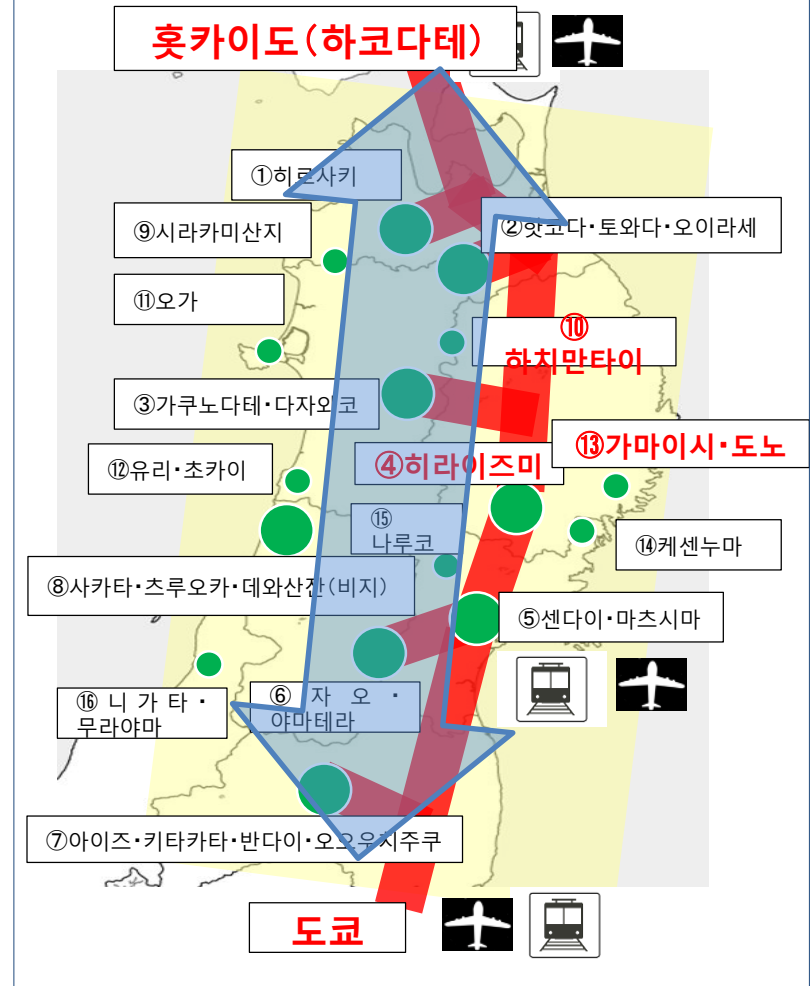 홋카이도(하코다테)
①히로사키
②핫코다·토와다·오이라세
⑨시라카미산지
⑪오가
⑩
하치만타이
③가쿠노다테·다자와코
⑬가마이시·도노
④히라이즈미
⑫유리·초카이
⑮
나루코
⑭케센누마
⑧사카타·츠루오카·데와산잔(비지)
⑤센다이·마츠시마
⑯ 니 가 타 ·
무라야마
⑥ 자 오 ·
야마테라
⑦아이즈·키타카타·반다이·오오우치주쿠
도쿄